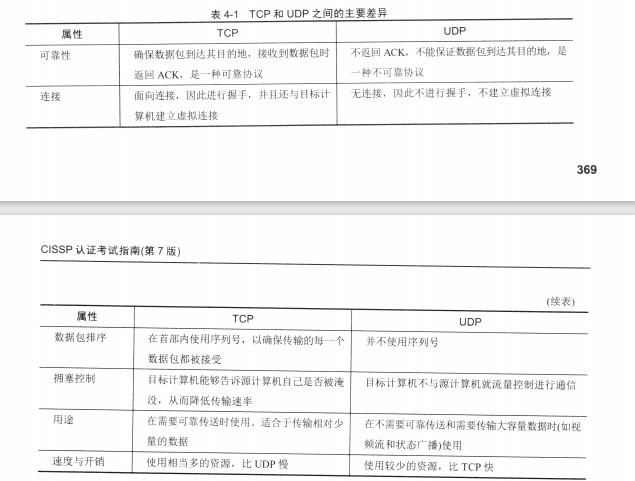 表 4-1 TCP 和 UDP 之间的主要差异
属性 TCP UDP
可靠性 确保数据包到达其目的地,接收到数据包时 不返回 ACK,不能保证数据包到达其目的地,是
返回 ACK,是一种可靠协议 一种不可靠协议
连接 面向连接,因此进行握手,并且还与目标计 无连接,因此不进行握手,不建立虚拟连接
算机建立虚拟连接
369
CISSP 认证考试指南(第 7 版)
(续表)
属性 TCP UDP
数据包排序 在首部内使用序列号,以确保传输的每一个 并不使用序列号
数据包都被接受
拥塞控制 目标计算机能够告诉源计算机自己是否被淹 目标计算机不与源计算机就流量控制进行通信
没,从而降低传输速率
用途 在需要可靠传送时使用。适合于传输相对少 在不需要可靠传送和需要传输大容量数据时(如视
量的数据 频流和状态广播)使用
速度与开销 使用相当多的资源,比 UDP 慢 使用较少的资源,比 TCP 快